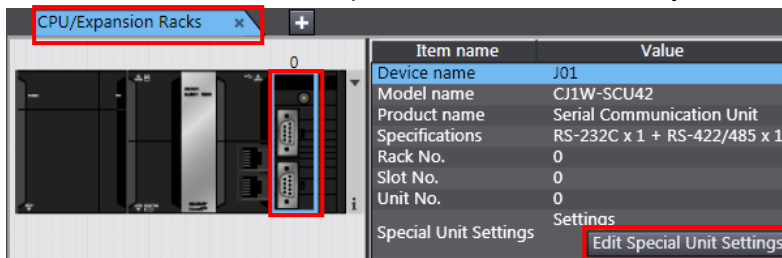 CPU/Expansion Racks ×
+
0
Item name Value
Device name J01
Model name CJ1W-SCU42
Product name Serial Communication Unit
Specifications RS-232C x 1 + RS-422/485 x 1
Rack No. 0
Slot No. 0
Unit No. 0
Special Unit Settings Settings
Edit Special Unit Settings
i